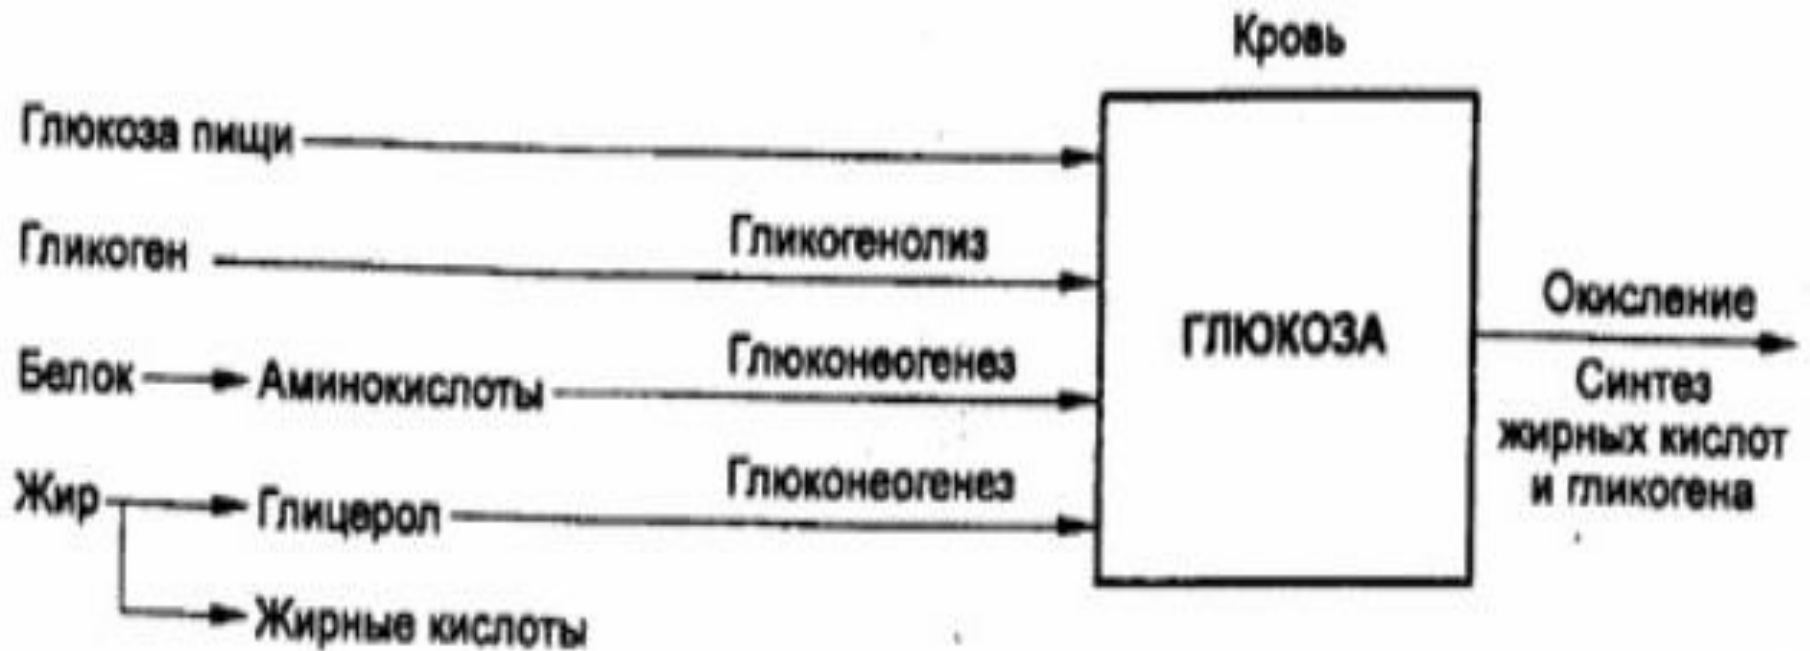 Кровь
Глюкоза пищи
Гликоген
Гликогенолиз
Белок
Аминокислоты
Глюконеогенез
Жир
Глицерол
Глюконеогенез
Жирные кислоты
ГЛЮКОЗА
Окисление
Синтез
жирных кислот
и гликогена